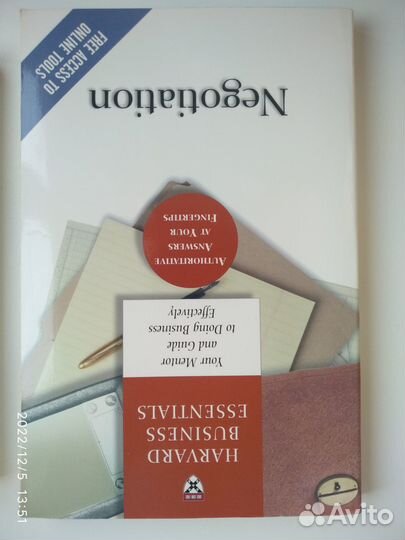 HARVARD
BUSINESS
ESSENTIALS
Your Mentor
and Guide
to Doing Business
Effectively
AUTHORITATIVE
ANSWERS
AT YOUR
FINGERTIPS
Negotiation
FREE ACCESS TO
ONLINE TOOLS
2022/12/5 13:51
Avito